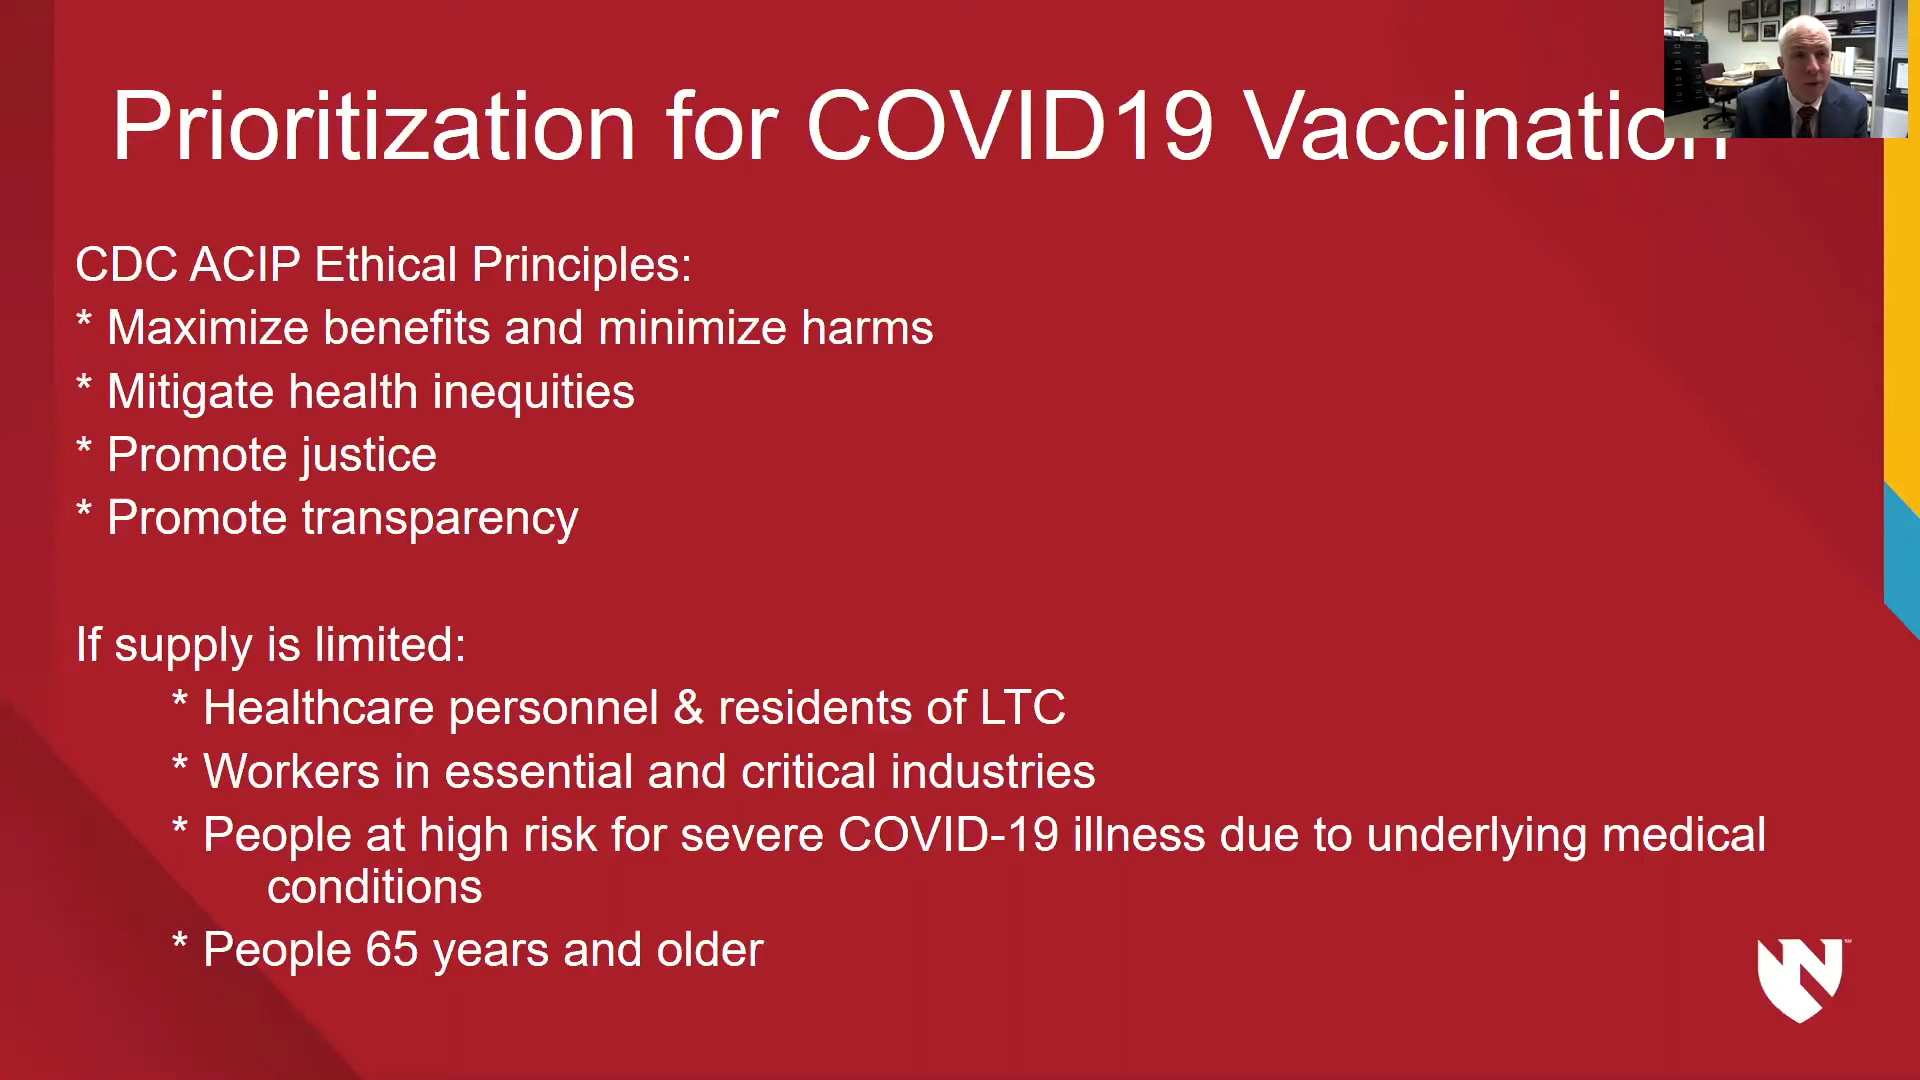 Prioritization for COVID19 Vaccination
CDC ACIP Ethical Principles:
* Maximize benefits and minimize harms
* Mitigate health inequities
* Promote justice
* Promote transparency
If supply is limited:
* Healthcare personnel & residents of LTC
* Workers in essential and critical industries
* People at high risk for severe COVID-19 illness due to underlying medical
conditions
* People 65 years and older